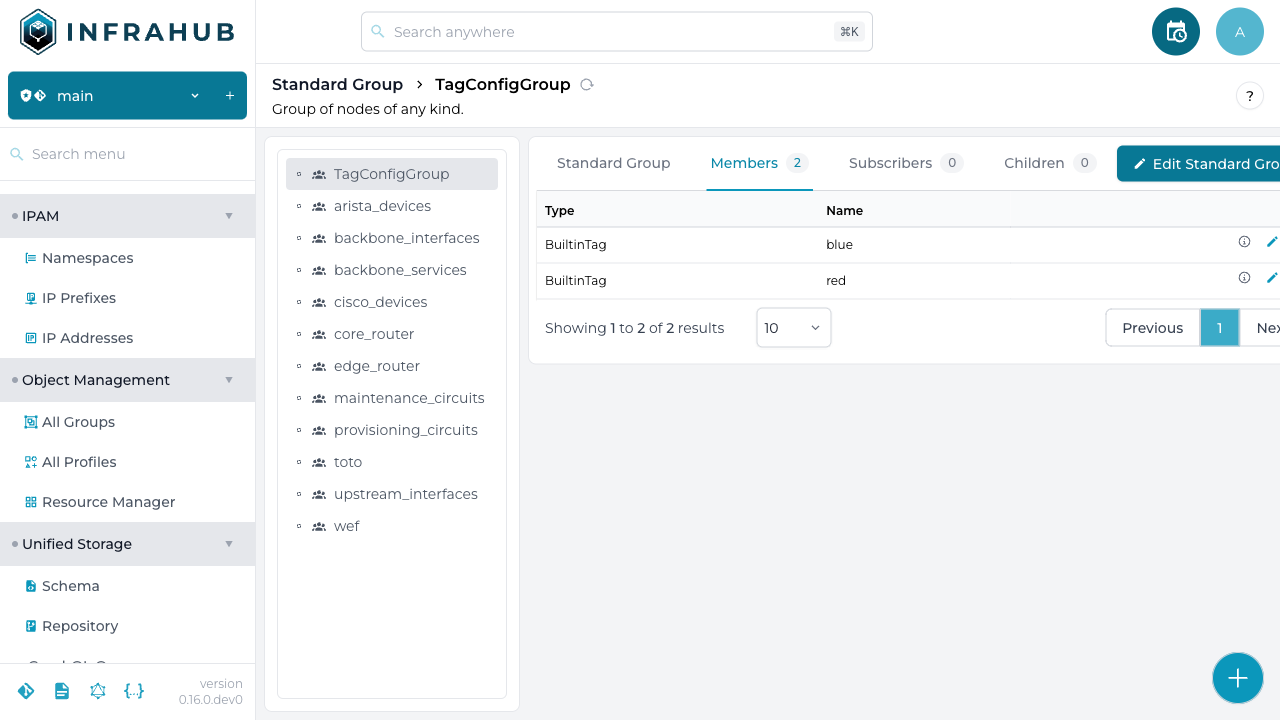 INFRAHUB
Search anywhere
⌘K
A
main
+
Standard Group > TagConfigGroup
Group of nodes of any kind.
?
Search menu
IPAM
Namespaces
IP Prefixes
IP Addresses
Object Management
All Groups
All Profiles
Resource Manager
Unified Storage
Schema
Repository
version
0.16.0.dev0
TagConfigGroup
arista_devices
backbone_interfaces
backbone_services
cisco_devices
core_router
edge_router
maintenance_circuits
provisioning_circuits
toto
upstream_interfaces
wef
Standard Group Members 2 Subscribers 0 Children 0 Edit Standard Gro
Type Name
BuiltinTag blue
BuiltinTag red
Showing 1 to 2 of 2 results 10 Previous 1 Nex